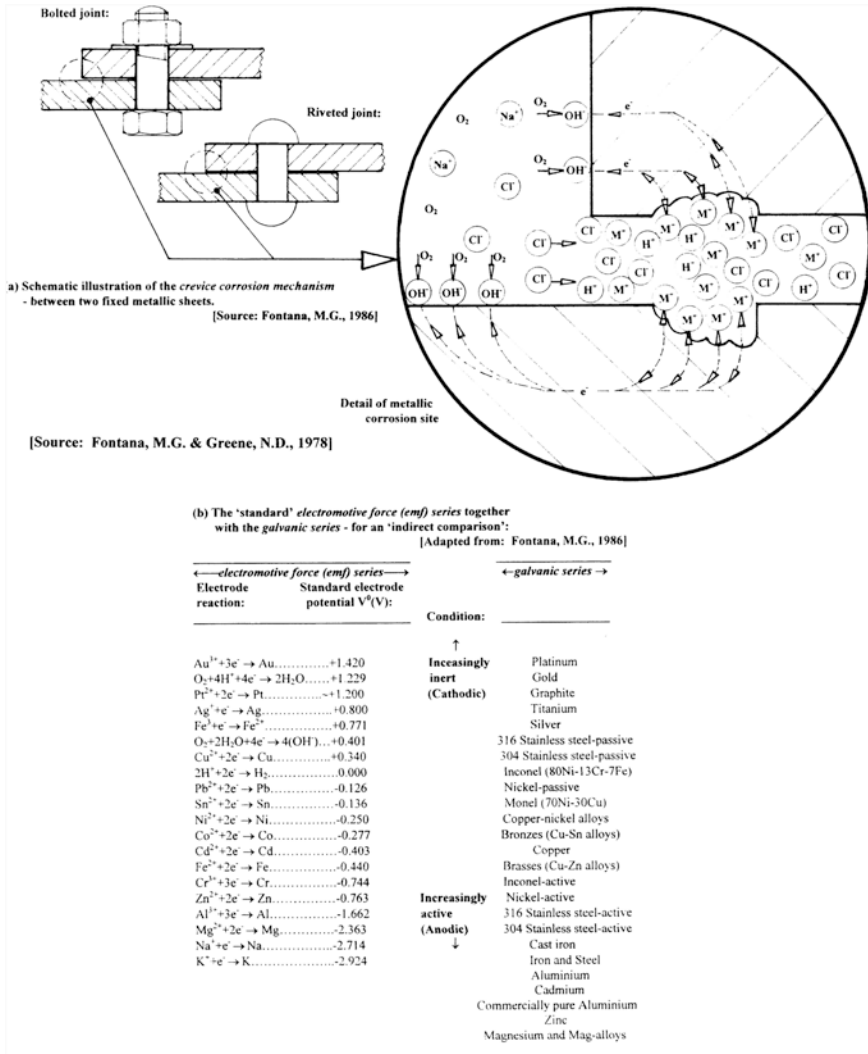 Bolted joint:
Riveted joint:
O₂
Na⁺
O₂
OH⁻
e⁻
Na⁺
O₂
OH⁻
e⁻
Cl⁻
O₂
Cl⁻
O₂
O₂
O₂
OH⁻
OH⁻
OH⁻
Cl⁻
Cl⁻
Cl⁻
M⁺
H⁺
Cl⁻
H⁺
M⁺
M⁺
M⁺
M⁺
M⁺
M⁺
H⁺
H⁺
M⁺
Cl⁻
Cl⁻
H⁺
M⁺
Cl⁻
Cl⁻
M⁺
Cl⁻
Cl⁻
M⁺
M⁺
M⁺
M⁺
Cl⁻
H⁺
Cl⁻
e⁻
a) Schematic illustration of the crevice corrosion mechanism
- between two fixed metallic sheets.
[Source: Fontana, M.G., 1986]
Detail of metallic
corrosion site
[Source: Fontana, M.G. & Greene, N.D., 1978]
(b) The ‘standard’ electromotive force (emf) series together
with the galvanic series - for an ‘indirect comparison’:
[Adapted from: Fontana, M.G., 1986]
←electromotive force (emf) series→
Electrode Standard electrode
reaction: potential V⁰(V):
Au³⁺+3e⁻ → Au.............+1.420
O₂+4H⁺+4e⁻ → 2H₂O......+1.229
Pt²⁺+2e⁻ → Pt...............~+1.200
Ag⁺+e⁻ → Ag.................+0.800
Fe³+e⁻ → Fe²⁺...............+0.771
O₂+2H₂O+4e⁻ → 4(OH⁻)...+0.401
Cu²⁺+2e⁻ → Cu..............+0.340
2H⁺+2e⁻ → H₂................0.000
Pb²⁺+2e⁻ → Pb...............-0.126
Sn²⁺+2e⁻ → Sn...............-0.136
Ni²⁺+2e⁻ → Ni................-0.250
Co²⁺+2e⁻ → Co...............-0.277
Cd²⁺+2e⁻ → Cd...............-0.403
Fe²⁺+2e⁻ → Fe................-0.440
Cr³⁺+3e⁻ → Cr................-0.744
Zn²⁺+2e⁻ → Zn...............-0.763
Al³⁺+3e⁻ → Al................-1.662
Mg²⁺+2e⁻ → Mg..............-2.363
Na⁺+e⁻ → Na..................-2.714
K⁺+e⁻ → K.....................-2.924
Condition:
↑
Inceasingly
inert
(Cathodic)
Increasingly
active
(Anodic)
↓
←galvanic series →
Platinum
Gold
Graphite
Titanium
Silver
316 Stainless steel-passive
304 Stainless steel-passive
Inconel (80Ni-13Cr-7Fe)
Nickel-passive
Monel (70Ni-30Cu)
Copper-nickel alloys
Bronzes (Cu-Sn alloys)
Copper
Brasses (Cu-Zn alloys)
Inconel-active
Nickel-active
316 Stainless steel-active
304 Stainless steel-active
Cast iron
Iron and Steel
Aluminium
Cadmium
Commercially pure Aluminium
Zinc
Magnesium and Mag-alloys